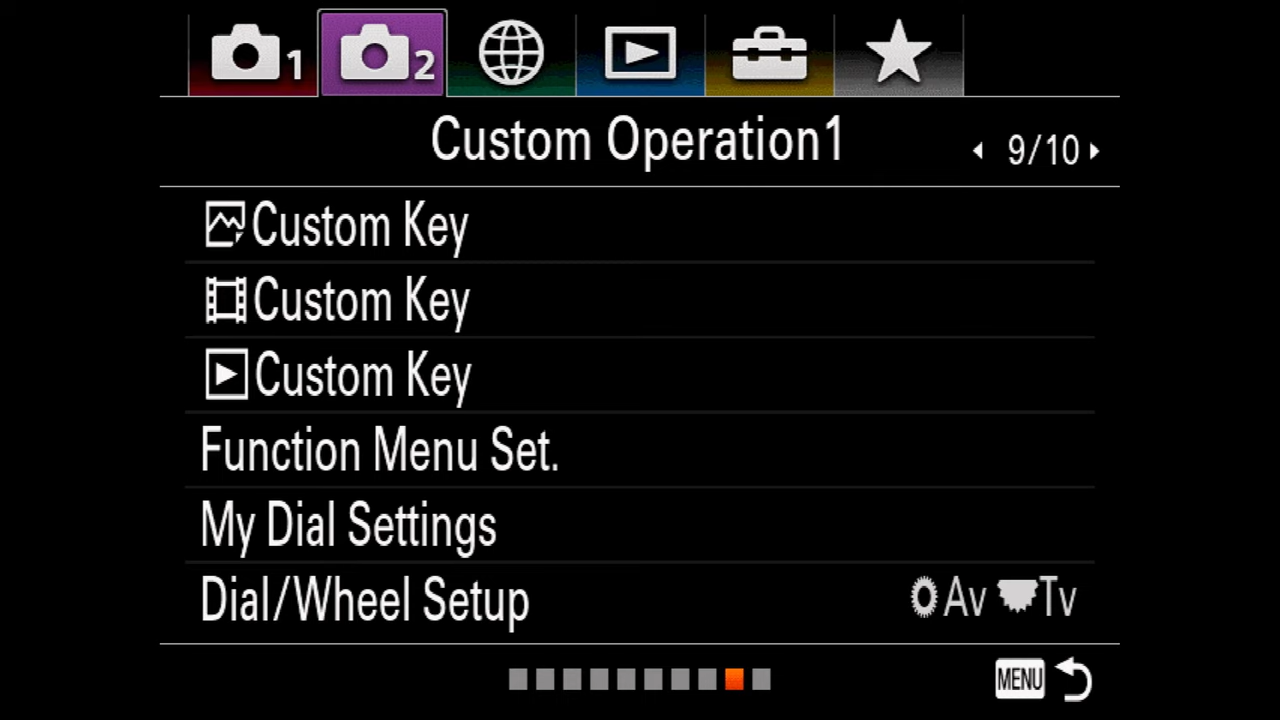 1 2
Custom Operation1 9/10
Custom Key
Custom Key
Custom Key
Function Menu Set.
My Dial Settings
Dial/Wheel Setup Av Tv
MENU